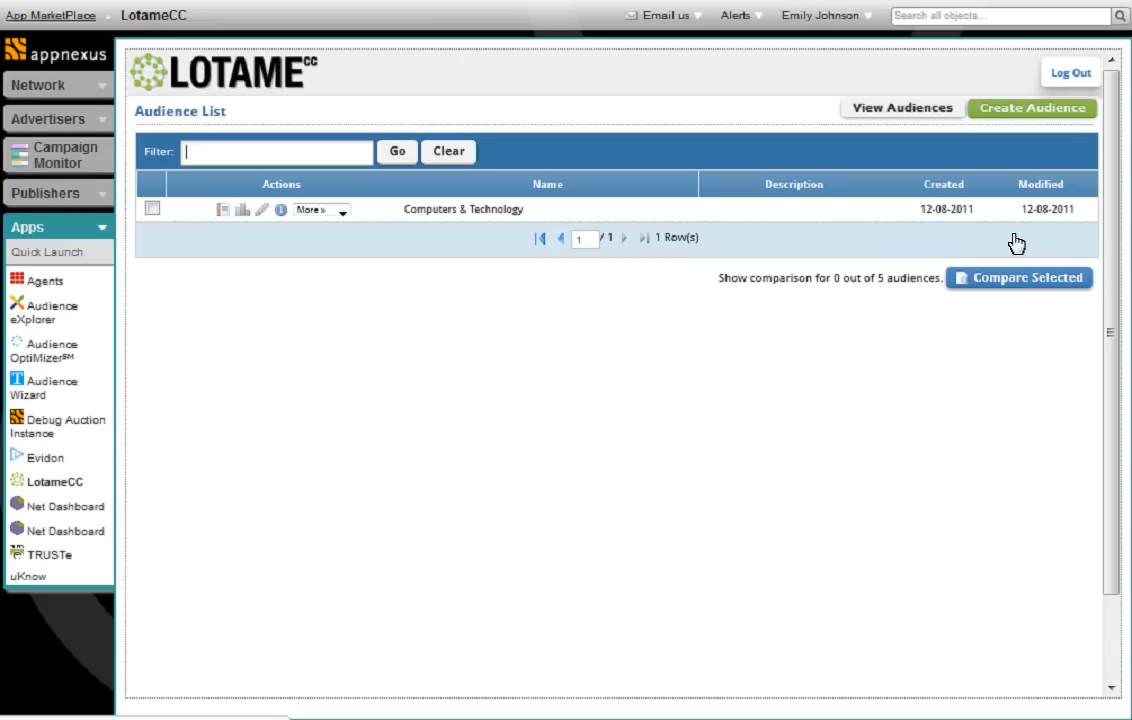 App MarketPlace LotameCC Email us Alerts Emily Johnson Search all objects...
appnexus
Network
Advertisers
Campaign
Monitor
Publishers
Apps
Quick Launch
Agents
Audience
eXplorer
Audience
OptiMizer℠
Audience
Wizard
Debug Auction
Instance
Evidon
LotameCC
Net Dashboard
Net Dashboard
TRUSTe
uKnow
LOTAME CC
Log Out
Audience List
View Audiences Create Audience
Filter: Go Clear
Actions Name Description Created Modified
More » Computers & Technology 12-08-2011 12-08-2011
1 / 1 1 Row(s)
Show comparison for 0 out of 5 audiences. Compare Selected